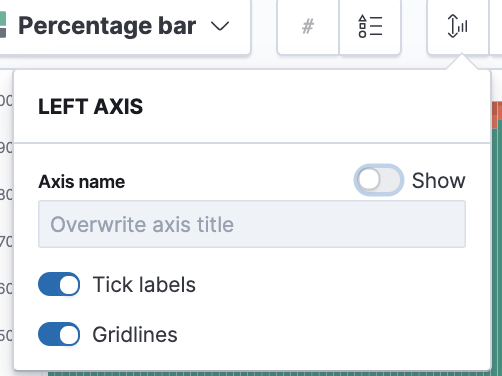 Percentage bar
#
LEFT AXIS
Axis name
Show
Overwrite axis title
Tick labels
Gridlines